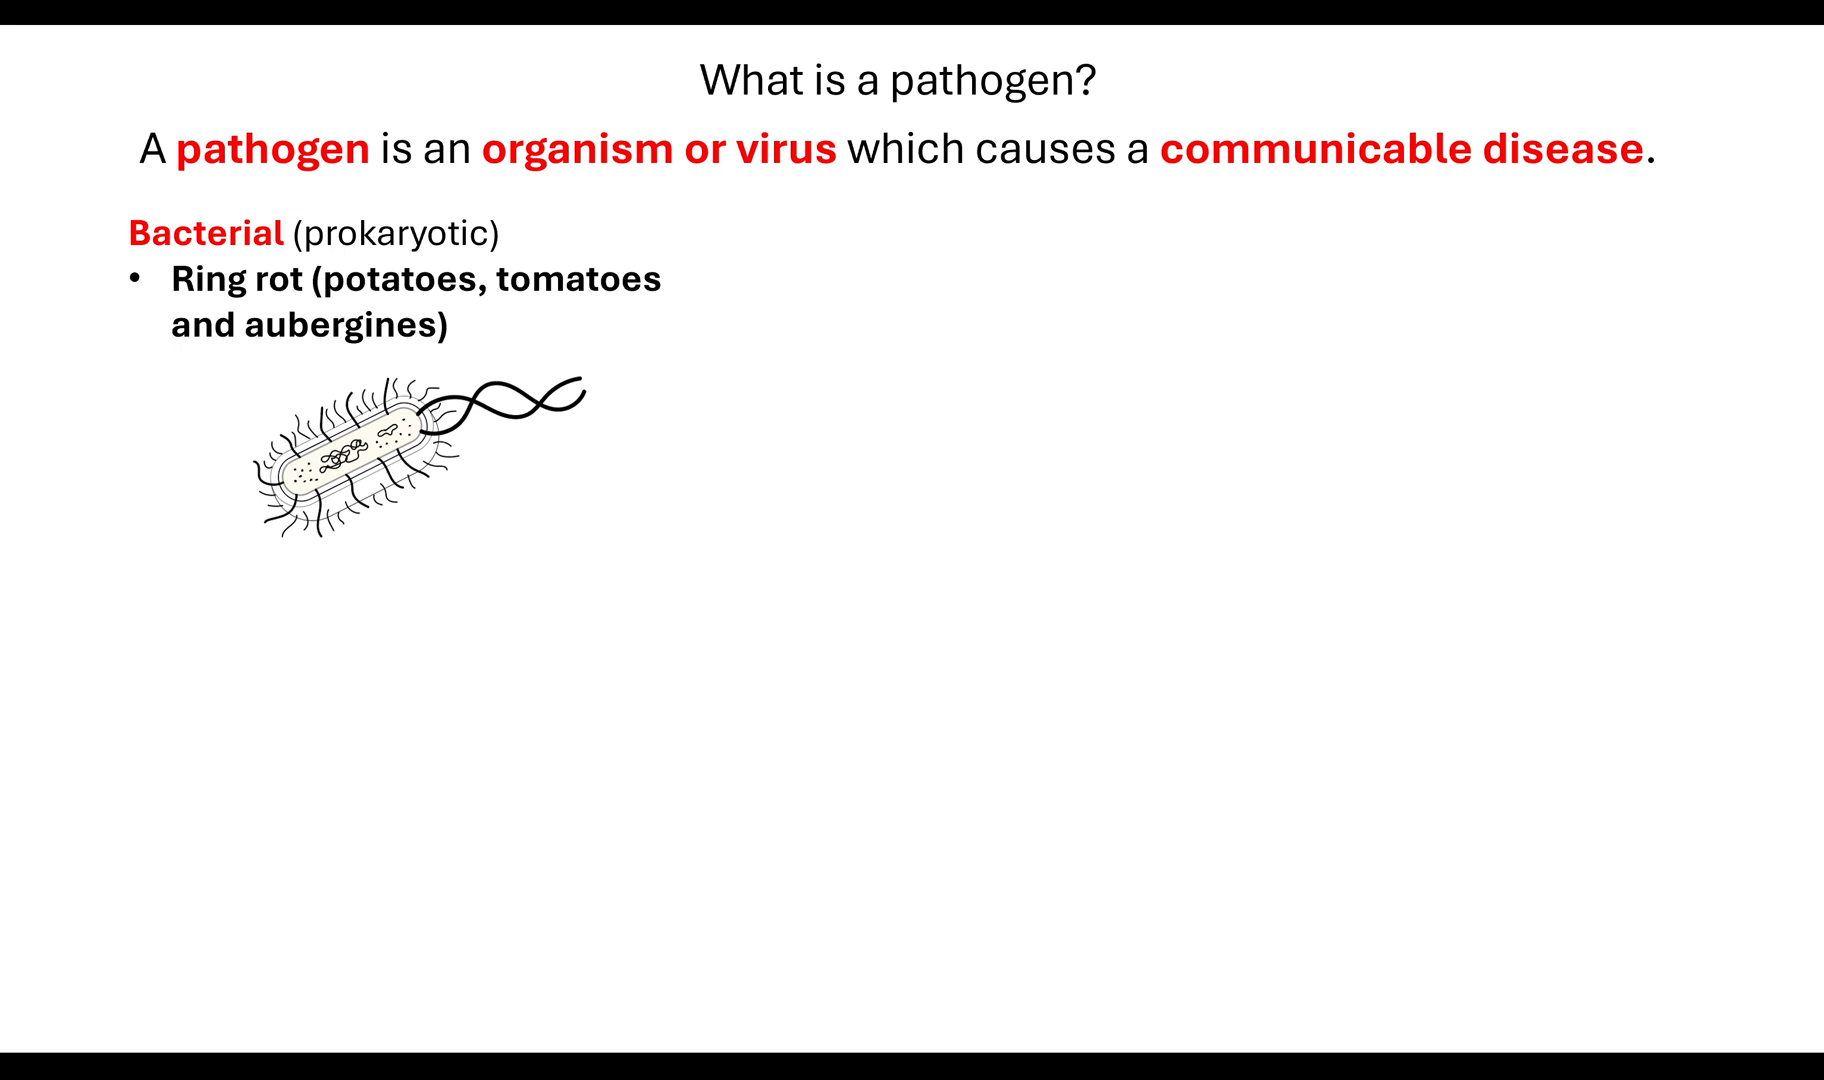 What is a pathogen?
A pathogen is an organism or virus which causes a communicable disease.
Bacterial (prokaryotic)
• Ring rot (potatoes, tomatoes
and aubergines)